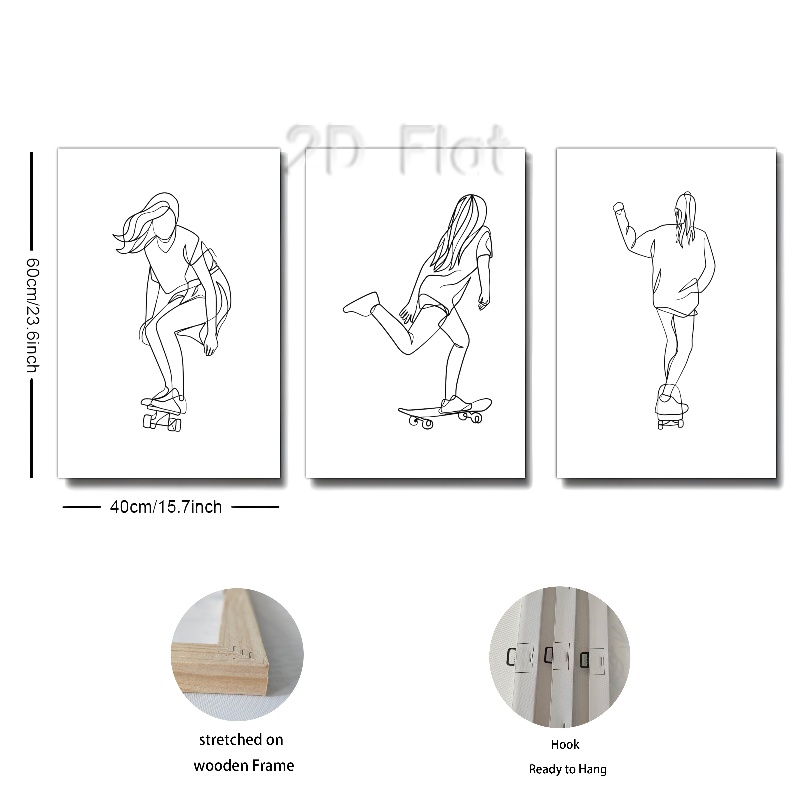 2D Flat
60cm/23.6inch
40cm/15.7inch
stretched on
wooden Frame
Hook
Ready to Hang